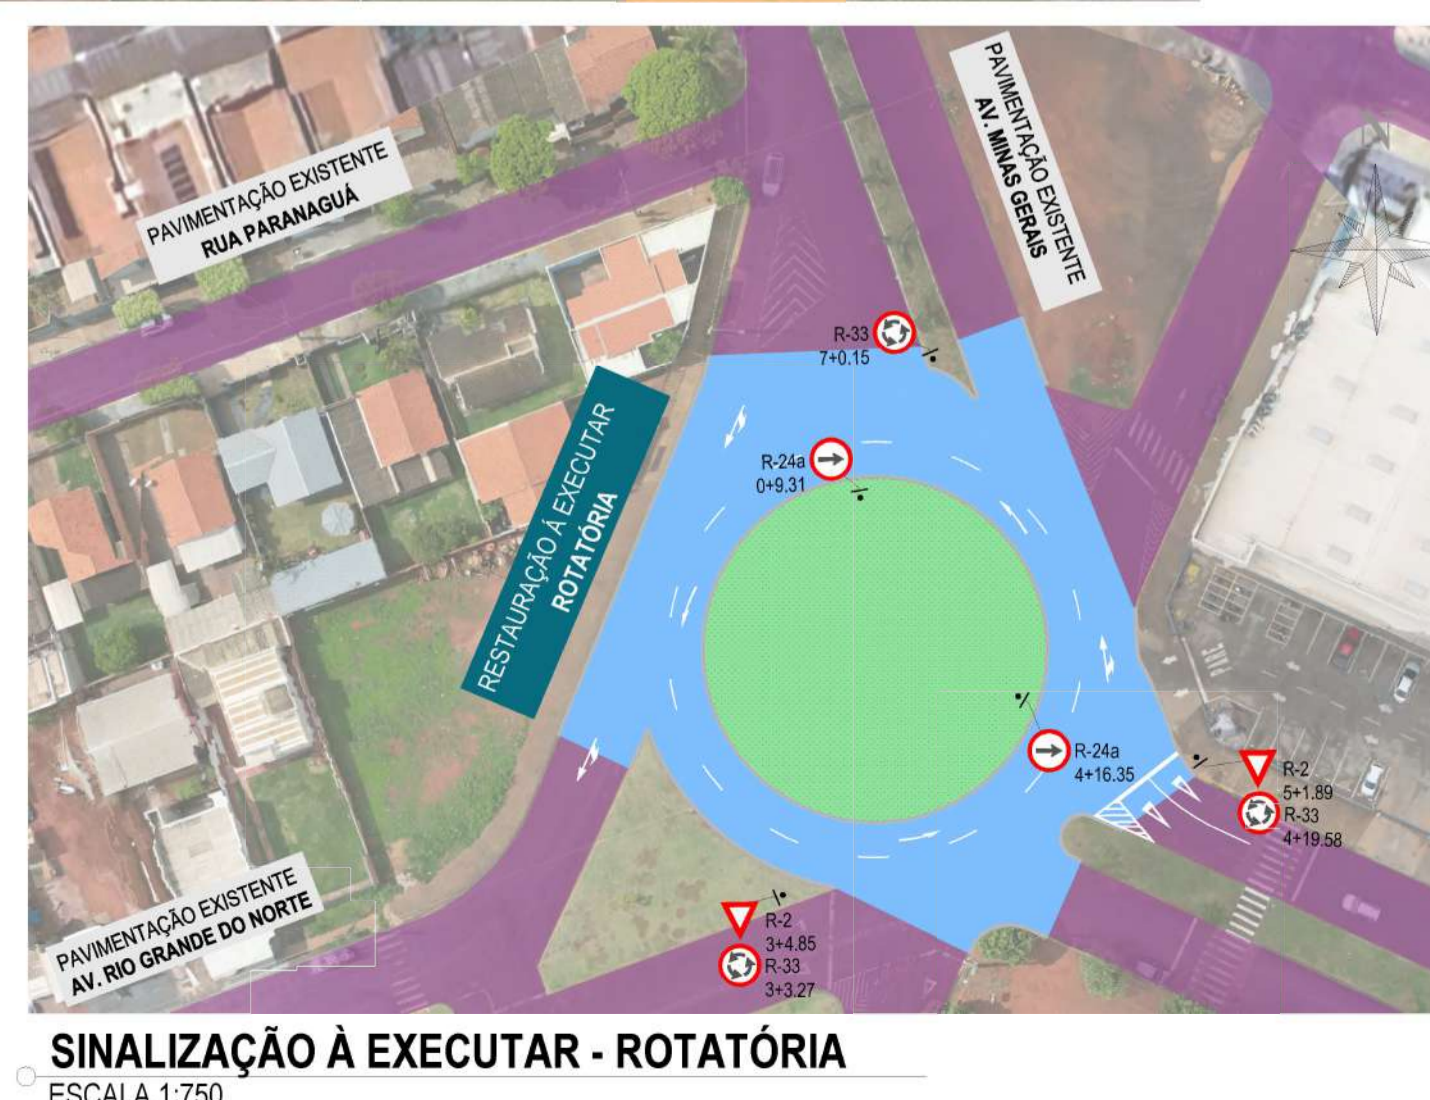 PAVIMENTAÇÃO EXISTENTE
RUA PARANAGUÁ
PAVIMENTAÇÃO EXISTENTE
AV. MINAS GERAIS
R-33
7+0.15
R-24a
0+9.31
RESTAURAÇÃO Á EXECUTAR
ROTATÓRIA
PARE
R-24a
4+16.35
R-2
5+1.89
R-33
4+19.58
PAVIMENTAÇÃO EXISTENTE
AV. RIO GRANDE DO NORTE
R-2
3+4.85
R-33
3+3.27
SINALIZAÇÃO À EXECUTAR - ROTATÓRIA
ESCALA 1:750